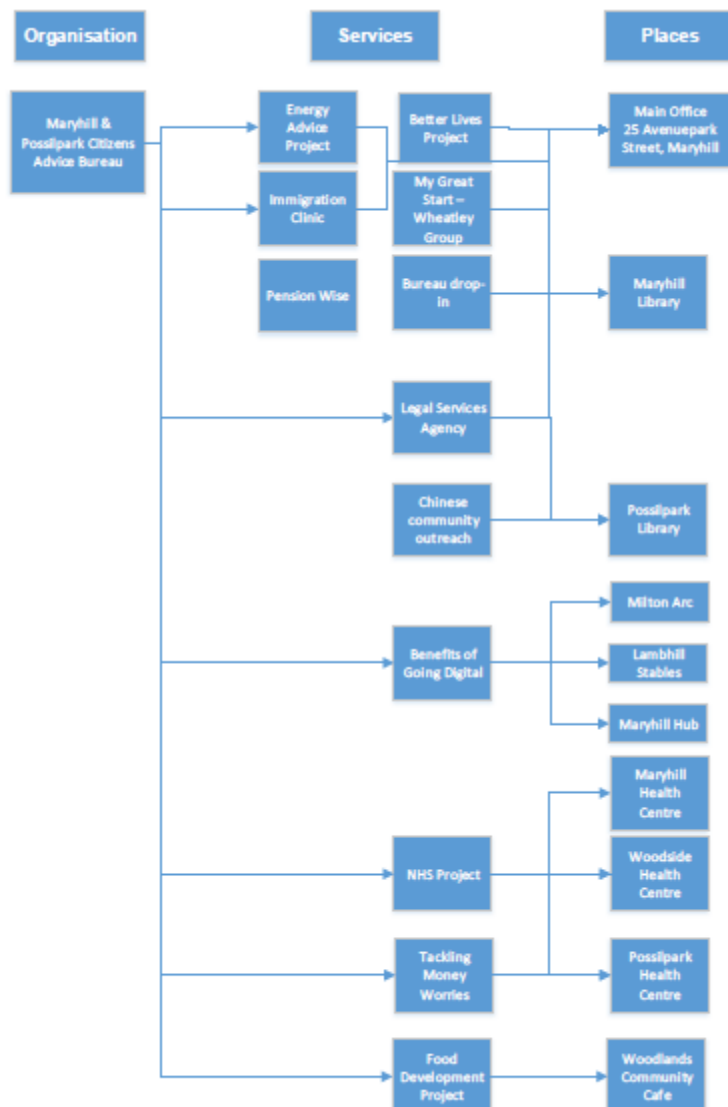 Organisation
Services
Places
Maryhill &
Possilpark Citizens
Advice Bureau
Energy
Advice
Project
Better Lives
Project
Main Office
25 Avenuepark
Street, Maryhill
Immigration
Clinic
My Great
Start –
Wheatley
Group
Pension Wise
Bureau drop-
in
Maryhill
Library
Legal Services
Agency
Chinese
community
outreach
Possilpark
Library
Benefits of
Going Digital
Milton Arc
Lambhill
Stables
Maryhill Hub
Maryhill
Health
Centre
NHS Project
Woodside
Health
Centre
Tackling
Money
Worries
Possilpark
Health
Centre
Food
Development
Project
Woodlands
Community
Cafe